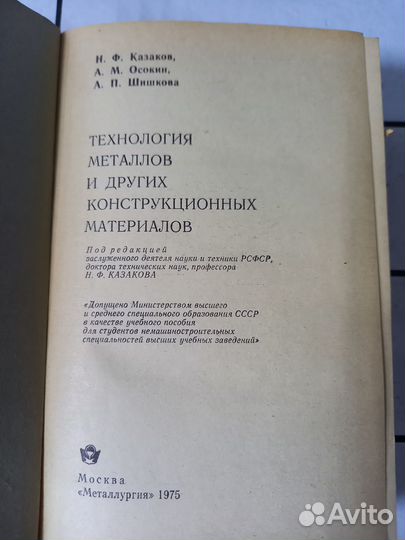 Н. Ф. Казаков,
А. М. Осокин,
А. П. Шишкова
ТЕХНОЛОГИЯ
МЕТАЛЛОВ
И ДРУГИХ
КОНСТРУКЦИОННЫХ
МАТЕРИАЛОВ
Под редакцией
заслуженного деятеля науки и техники РСФСР,
доктора технических наук, профессора
Н. Ф. КАЗАКОВА
«Допущено Министерством высшего
и среднего специального образования СССР
в качестве учебного пособия
для студентов немашиностроительных
специальностей высших учебных заведений»
Москва
«Металлургия» 1975
Avito